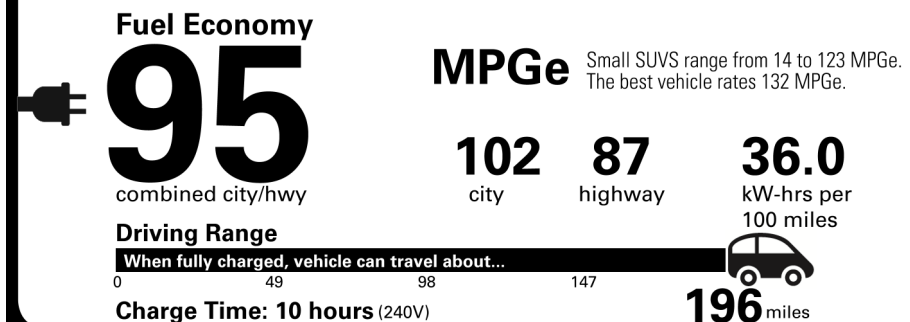 Fuel Economy
95
combined city/hwy
MPGe
Small SUVS range from 14 to 123 MPGe.
The best vehicle rates 132 MPGe.
102 87 36.0
city highway kW-hrs per
100 miles
Driving Range
When fully charged, vehicle can travel about...
0 49 98 147
196 miles
Charge Time: 10 hours (240V)